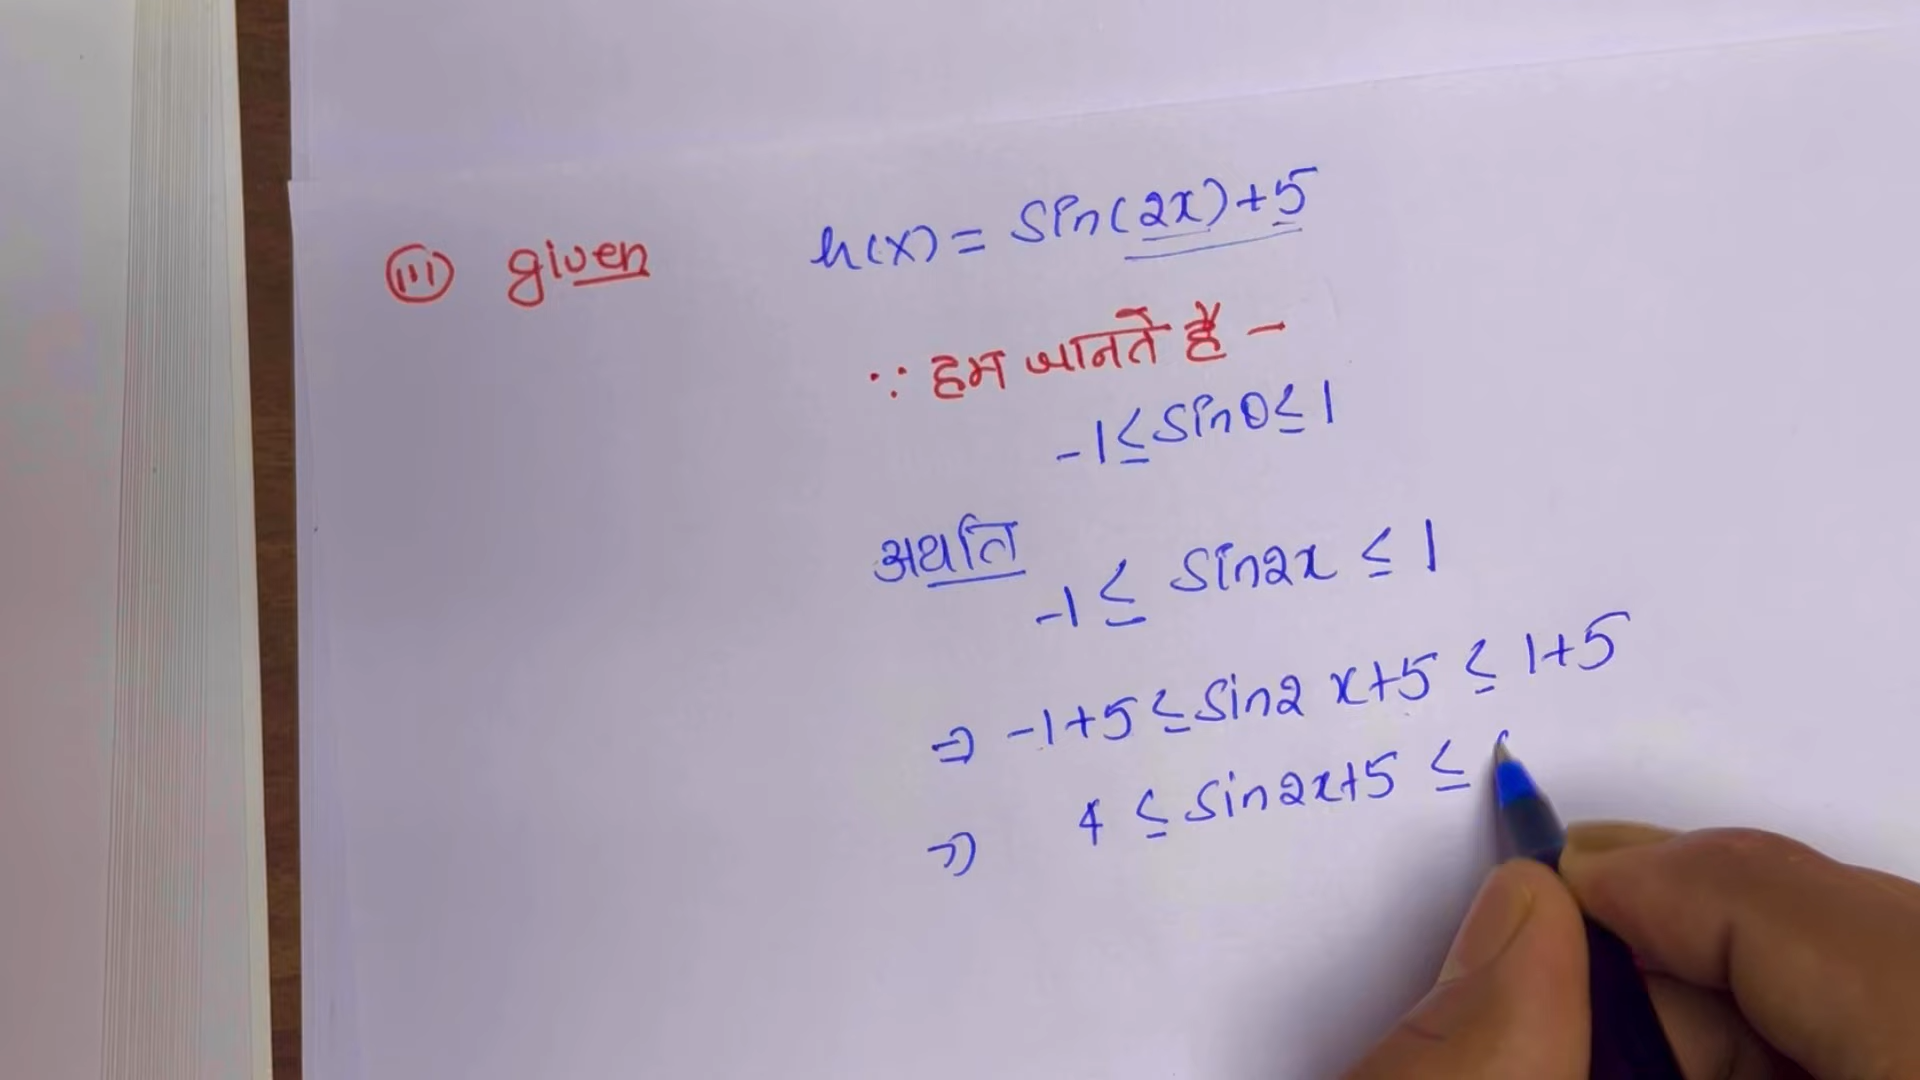 (iii) given h(x) = Sin(2x)+5
∵ हम जानते है -
-1 ≤ Sinθ ≤ 1
अर्थात -1 ≤ Sin2x ≤ 1
⇒ -1+5 ≤ Sin2x+5 ≤ 1+5
⇒ 4 ≤ Sin2x+5 ≤